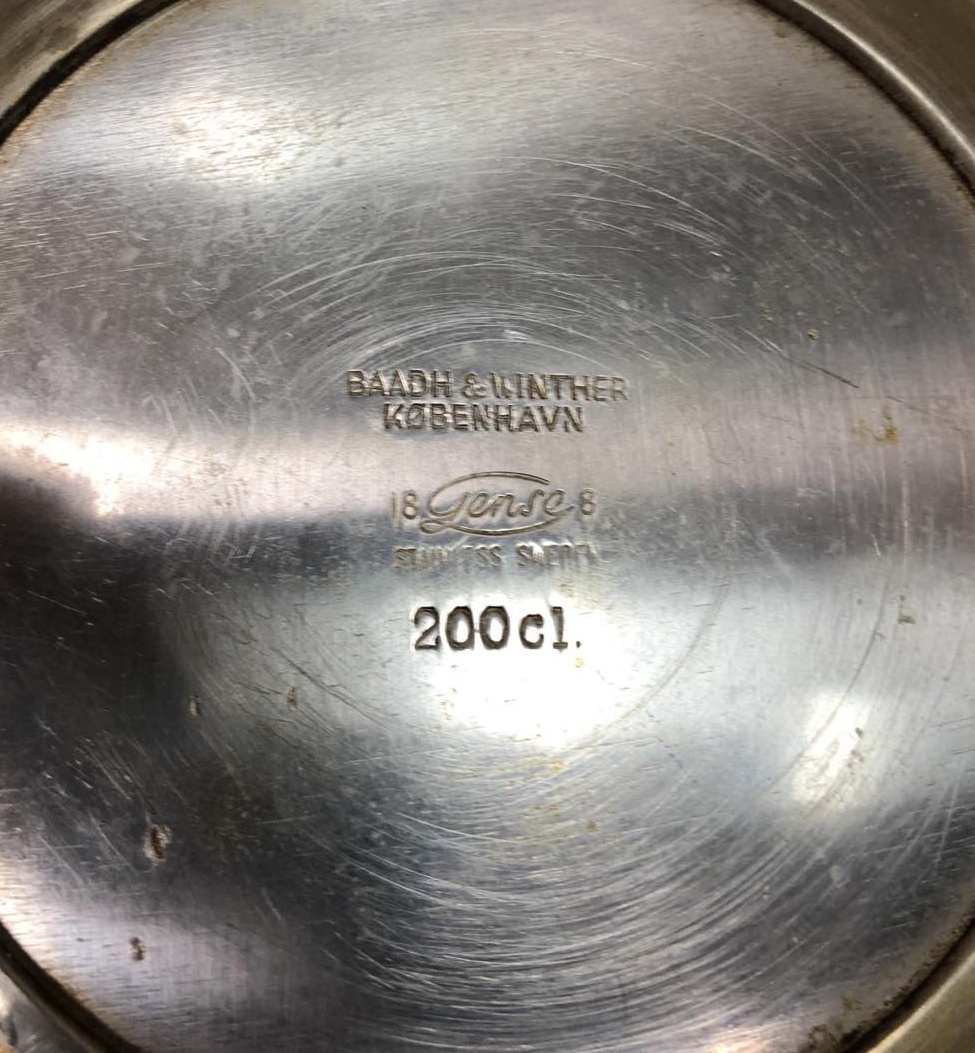 BAADH & WINTHER
KØBENHAVN
18 Gense 8
STAINLESS SWEDEN
200cl.